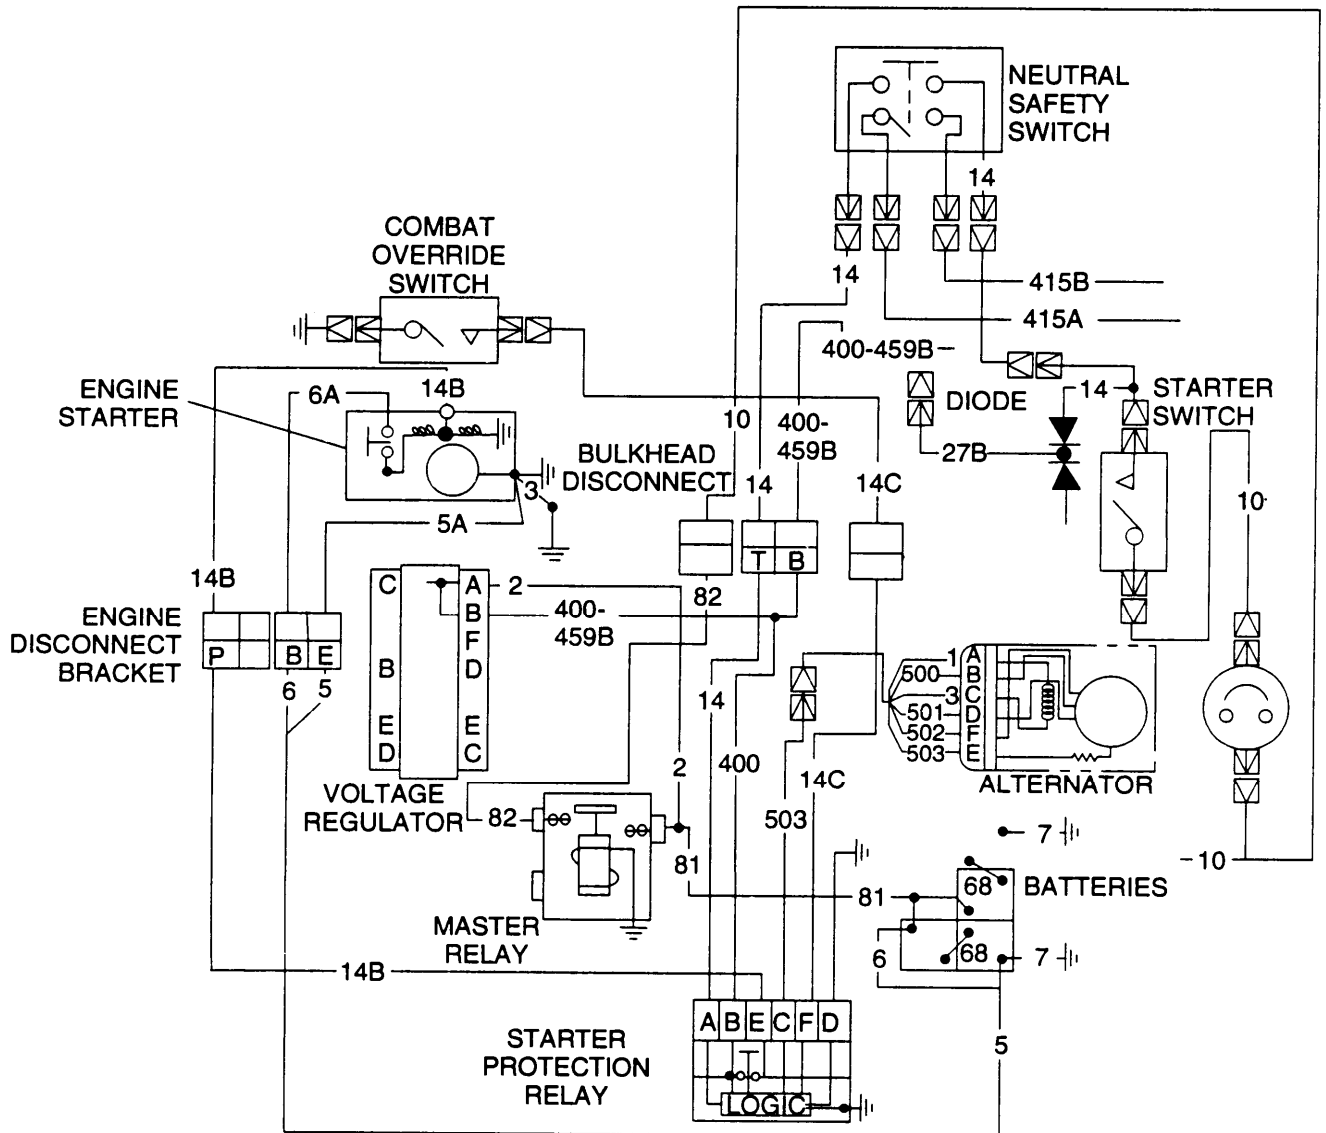 NEUTRAL
SAFETY
SWITCH
14
COMBAT
OVERRIDE
SWITCH
14
415B
415A
400-459B
14B
6A
ENGINE
STARTER
14
STARTER
SWITCH
DIODE
10
400-
459B
27B
BULKHEAD
DISCONNECT
3
14
14C
10
5A
T B
14B
C
A
2
82
ENGINE
DISCONNECT
BRACKET
B
400-
459B
F
P
B E
B
D
1
A
500
B
3
C
501
D
502
F
503
E
6
5
14
E
E
D
C
400
2
14C
ALTERNATOR
VOLTAGE
REGULATOR
82
503
7
81
10
68
BATTERIES
81
MASTER
RELAY
6
68
7
14B
A B E C F D
STARTER
PROTECTION
RELAY
5
LOGIC